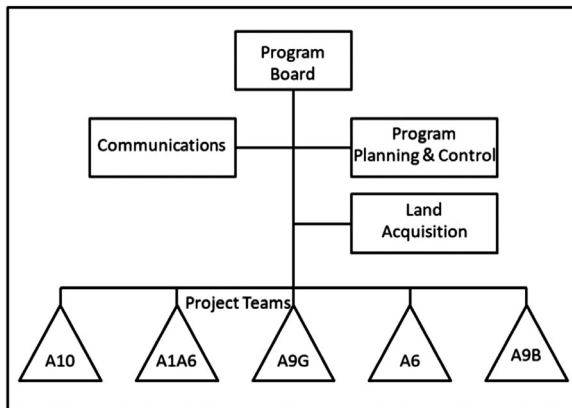 Program
Board
Communications
Program
Planning & Control
Land
Acquisition
Project Teams
A10
A1A6
A9G
A6
A9B